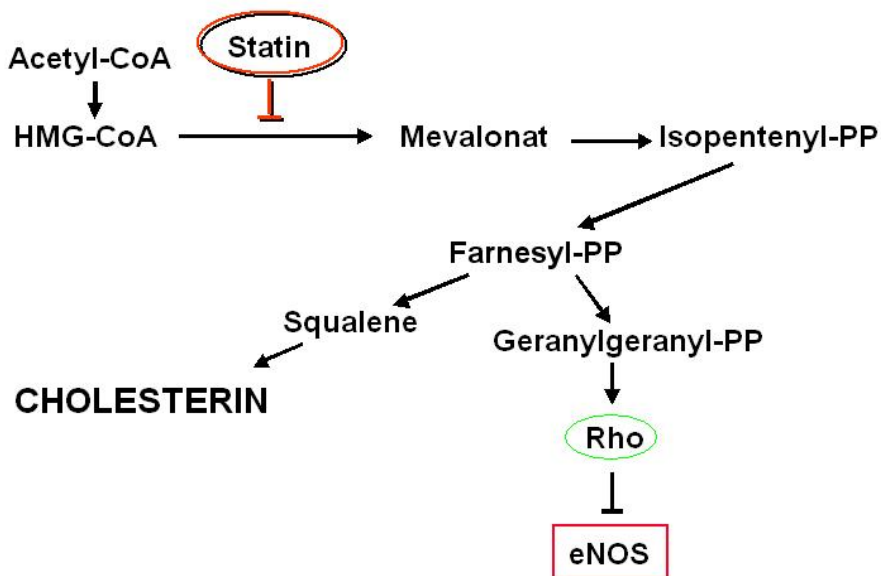 Statin
Acetyl-CoA
HMG-CoA
Mevalonat
Isopentenyl-PP
Farnesyl-PP
Squalene
Geranylgeranyl-PP
CHOLESTERIN
Rho
eNOS